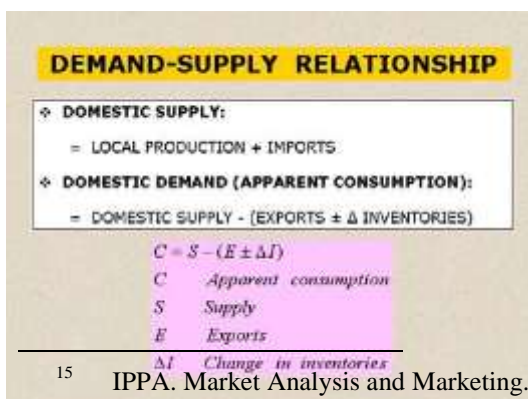 DEMAND-SUPPLY RELATIONSHIP
❖ DOMESTIC SUPPLY:
= LOCAL PRODUCTION + IMPORTS
❖ DOMESTIC DEMAND (APPARENT CONSUMPTION):
= DOMESTIC SUPPLY - (EXPORTS ± Δ INVENTORIES)
C = S - (E ± ΔI)
C Apparent consumption
S Supply
E Exports
ΔI Change in inventories
15 IPPA. Market Analysis and Marketing.